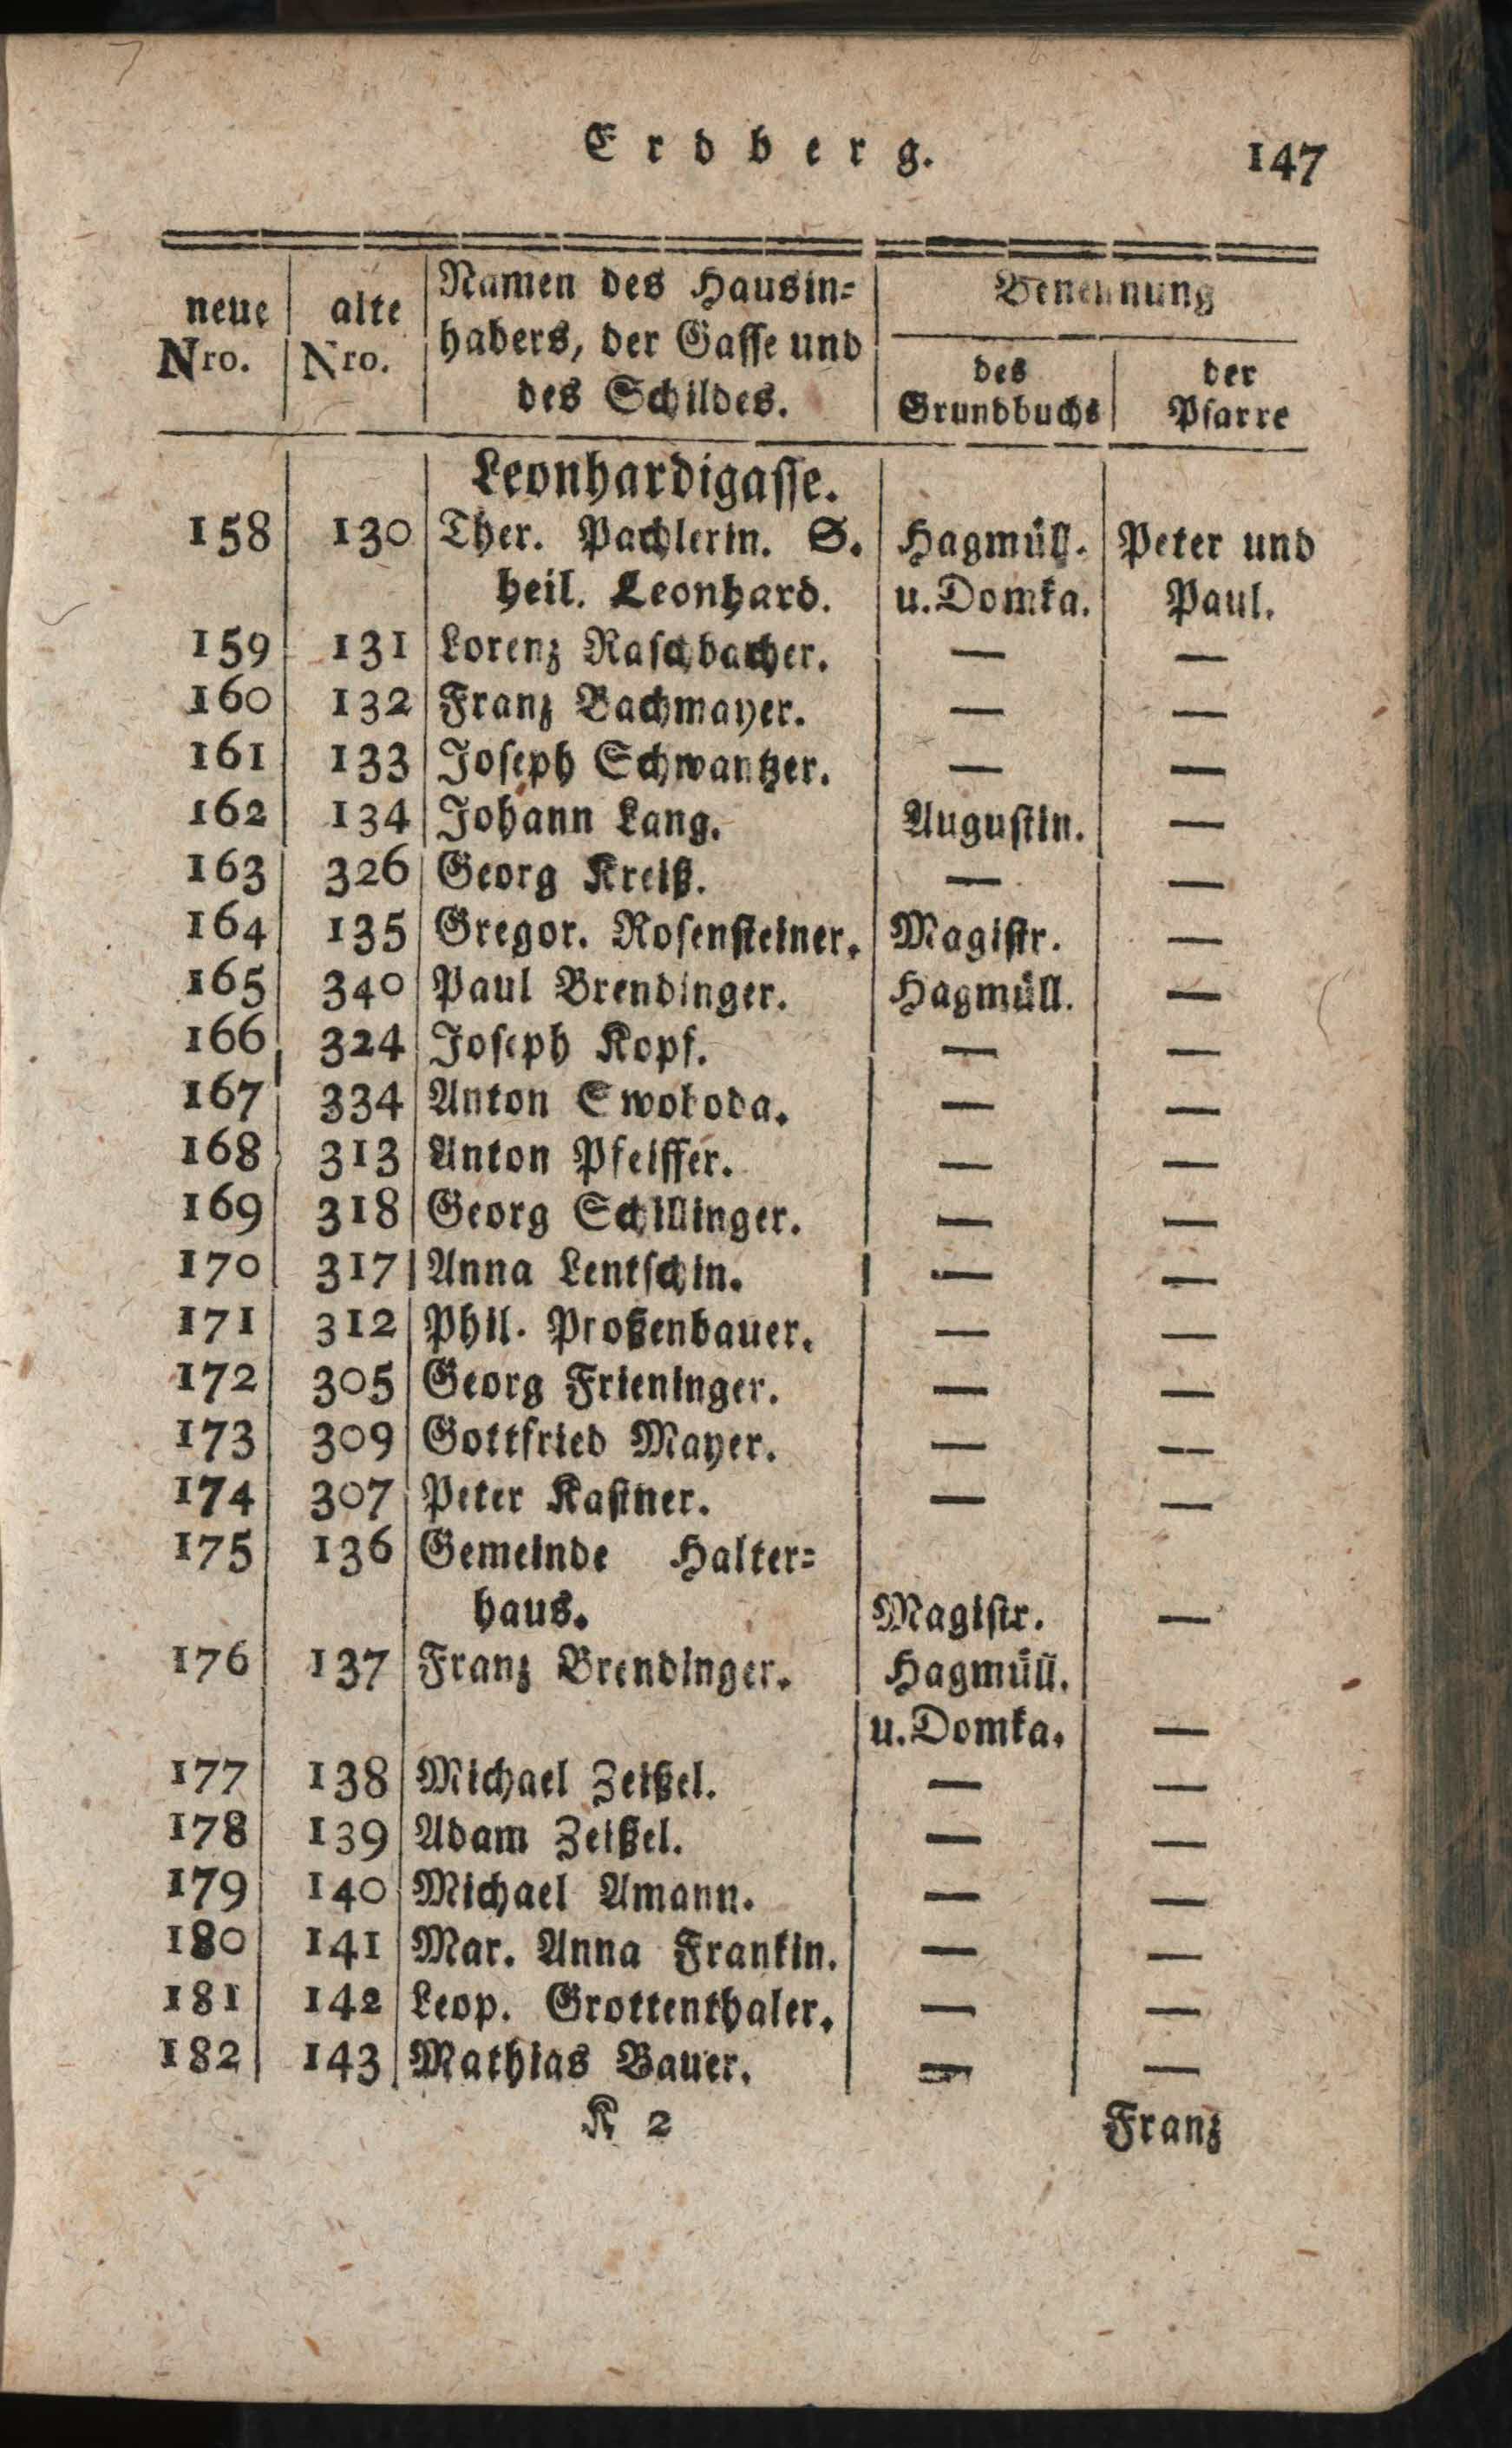 Erdberg. 147
neue Nro. | alte Nro. | Namen des Hausin= | Benennung
habers, der Gasse und
des Schildes. | des Grundbuchs | der Pfarre
Leonhardigasse.
158 | 130 | Ther. Pachlerin. S. | Hagmüll. | Peter und
heil. Leonhard. | u. Domka. | Paul.
159 | 131 | Lorenz Raschbacher. | — | —
160 | 132 | Franz Bachmayer. | — | —
161 | 133 | Joseph Schwantzer. | — | —
162 | 134 | Johann Lang. | Augustin. | —
163 | 326 | Georg Kreiß. | — | —
164 | 135 | Gregor. Rosensteiner. | Magistr. | —
165 | 340 | Paul Brendinger. | Hagmüll. | —
166 | 324 | Joseph Kopf. | — | —
167 | 334 | Anton Swoboda. | — | —
168 | 313 | Anton Pfeiffer. | — | —
169 | 318 | Georg Schillinger. | — | —
170 | 317 | Anna Lentschin. | — | —
171 | 312 | Phil. Proßenbauer. | — | —
172 | 305 | Georg Frieninger. | — | —
173 | 309 | Gottfried Mayer. | — | —
174 | 307 | Peter Kastner. | — | —
175 | 136 | Gemeinde Halter=
haus. | Magistr. | —
176 | 137 | Franz Brendinger. | Hagmüll.
u. Domka. | —
177 | 138 | Michael Zeißel. | — | —
178 | 139 | Adam Zeißel. | — | —
179 | 140 | Michael Amann. | — | —
180 | 141 | Mar. Anna Frankin. | — | —
181 | 142 | Leop. Grottenthaler. | — | —
182 | 143 | Mathias Bauer. | — | —
K 2 Franz